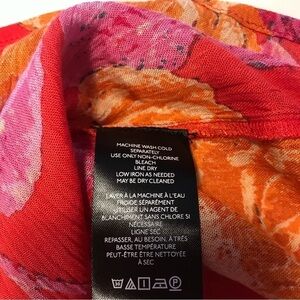 MACHINE WASH COLD
SEPARATELY
USE ONLY NON-CHLORINE
BLEACH
LINE DRY
LOW IRON AS NEEDED
MAY BE DRY CLEANED
LAVER À LA MACHINE À L'EAU
FROIDE SÉPARÉMENT
UTILISER UN AGENT DE
BLANCHIMENT SANS CHLORE SI
NÉCESSAIRE
LIGNE SEC
REPASSER, AU BESOIN, À TRÈS
BASSE TEMPÉRATURE
PEUT-ÊTRE ÊTRE NETTOYÉE
À SEC